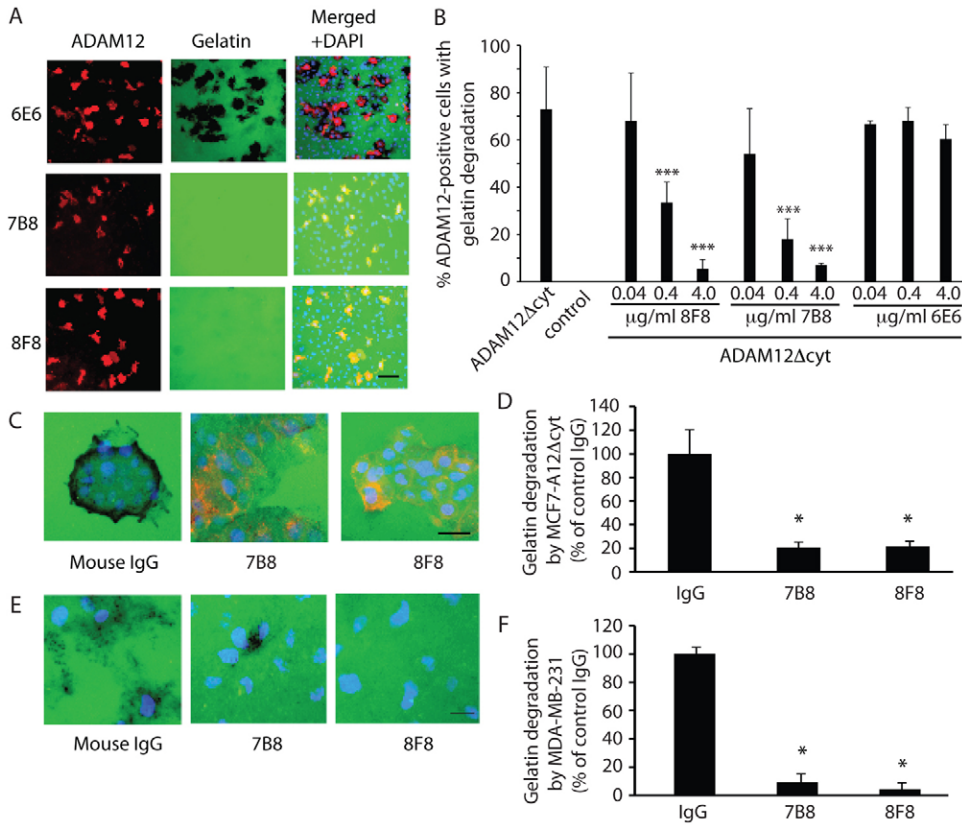 A
ADAM12
Gelatin
Merged
+DAPI
6E6
7B8
8F8
B
% ADAM12-positive cells with
gelatin degradation
100
80
60
40
20
0
***
***
***
***
ADAM12Δcyt
control
0.04 0.4 4.0
µg/ml 8F8
0.04 0.4 4.0
µg/ml 7B8
0.04 0.4 4.0
µg/ml 6E6
ADAM12Δcyt
C
Mouse IgG
7B8
8F8
D
Gelatin degradation
by MCF7-A12Δcyt
(% of control IgG)
140
120
100
80
60
40
20
0
*
*
IgG
7B8
8F8
E
Mouse IgG
7B8
8F8
F
Gelatin degradation
by MDA-MB-231
(% of control IgG)
120
100
80
60
40
20
0
*
*
IgG
7B8
8F8